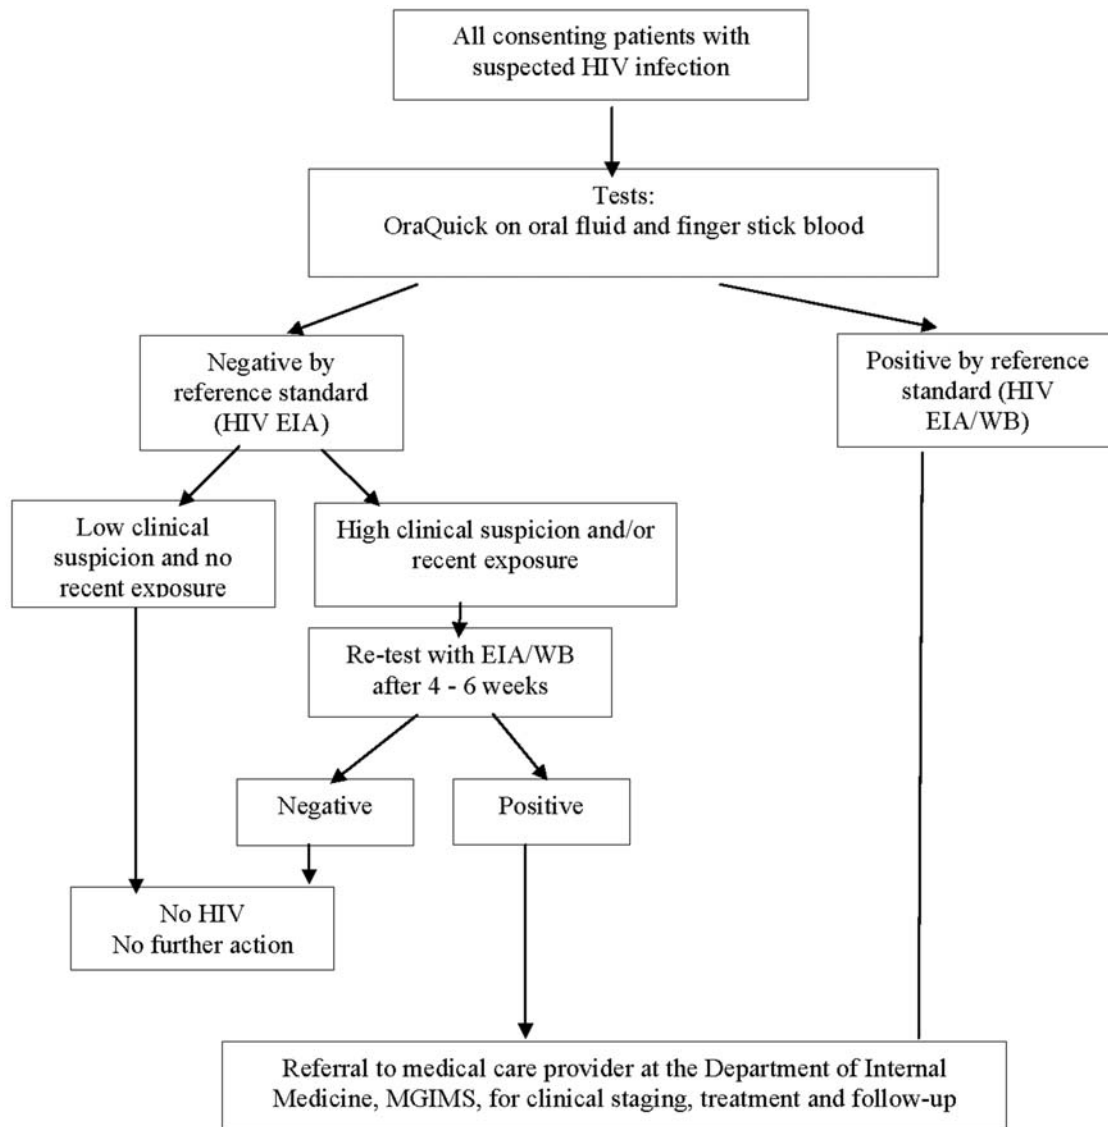 All consenting patients with
suspected HIV infection
Tests:
OraQuick on oral fluid and finger stick blood
Negative by
reference standard
(HIV EIA)
Positive by reference
standard (HIV
EIA/WB)
Low clinical
suspicion and no
recent exposure
High clinical suspicion and/or
recent exposure
Re-test with EIA/WB
after 4 - 6 weeks
Negative
Positive
No HIV
No further action
Referral to medical care provider at the Department of Internal
Medicine, MGIMS, for clinical staging, treatment and follow-up